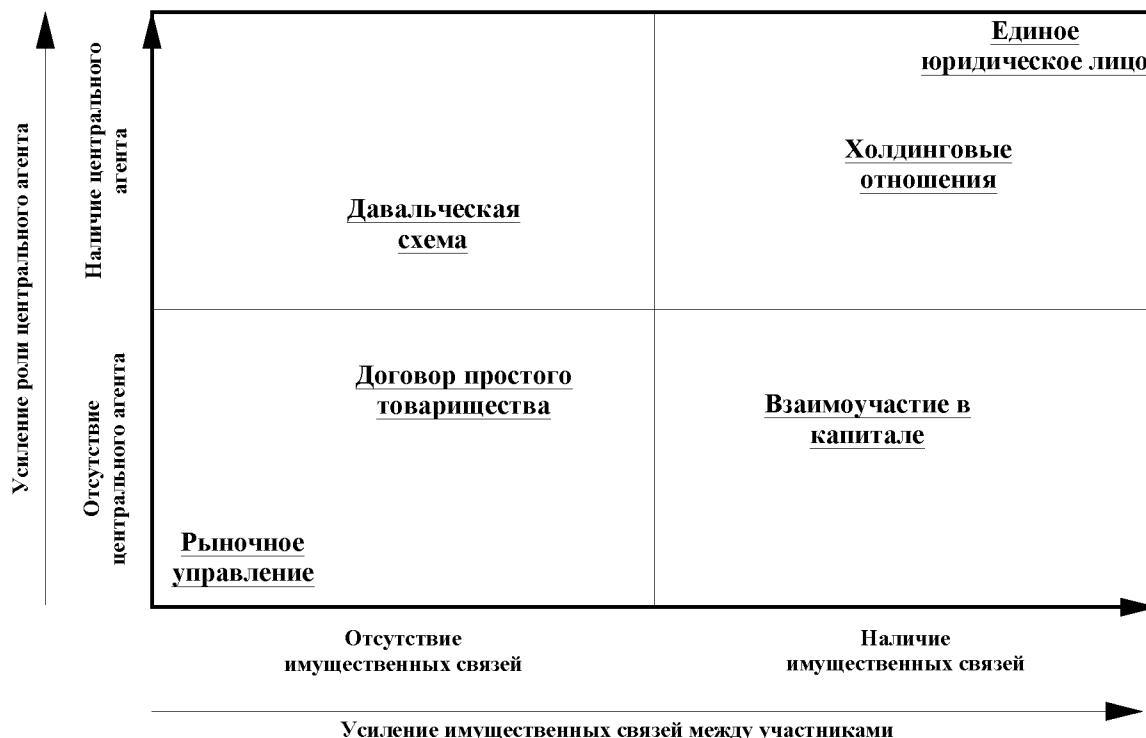 Усиление роли центрального агента
Наличие центрального
агента
Отсутствие
центрального агента
Единое
юридическое лицо
Холдинговые
отношения
Давальческая
схема
Договор простого
товарищества
Взаимоучастие в
капитале
Рыночное
управление
Отсутствие
имущественных связей
Наличие
имущественных связей
Усиление имущественных связей между участниками